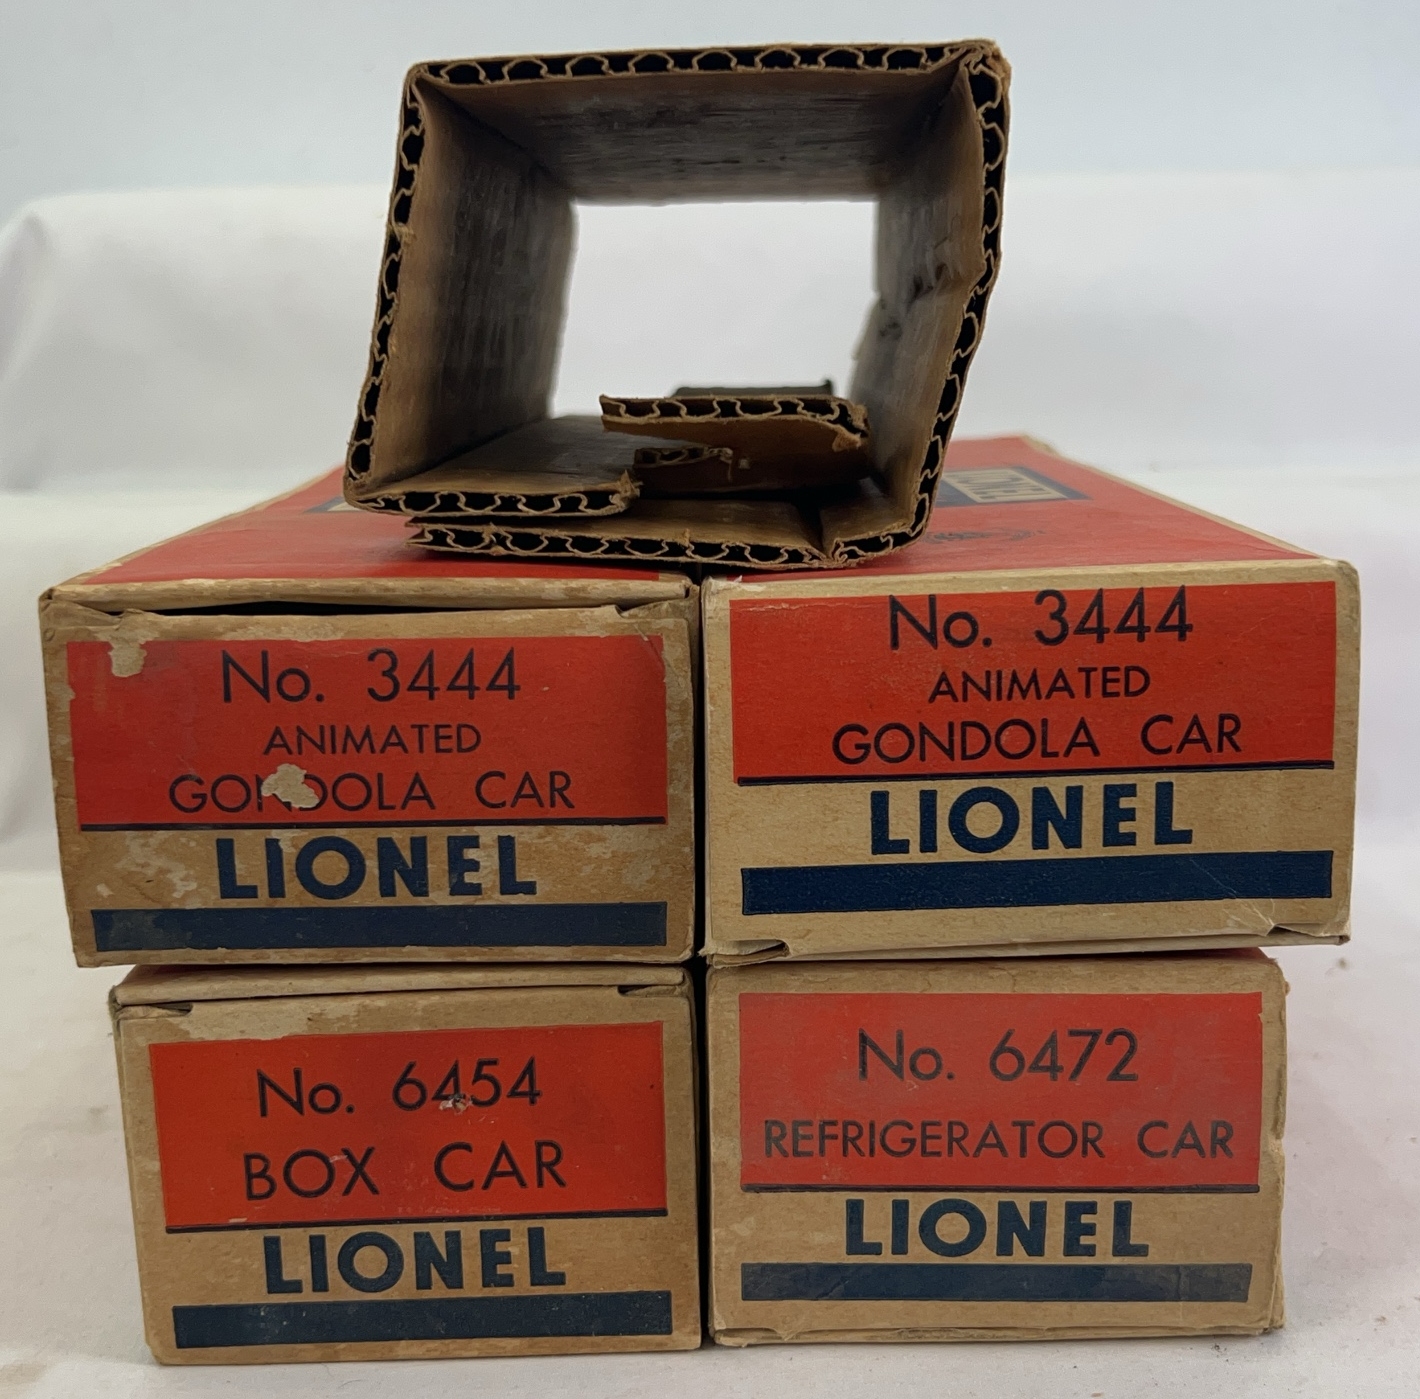 No. 3444
ANIMATED
GONDOLA CAR
LIONEL
No. 3444
ANIMATED
GONDOLA CAR
LIONEL
No. 6454
BOX CAR
LIONEL
No. 6472
REFRIGERATOR CAR
LIONEL